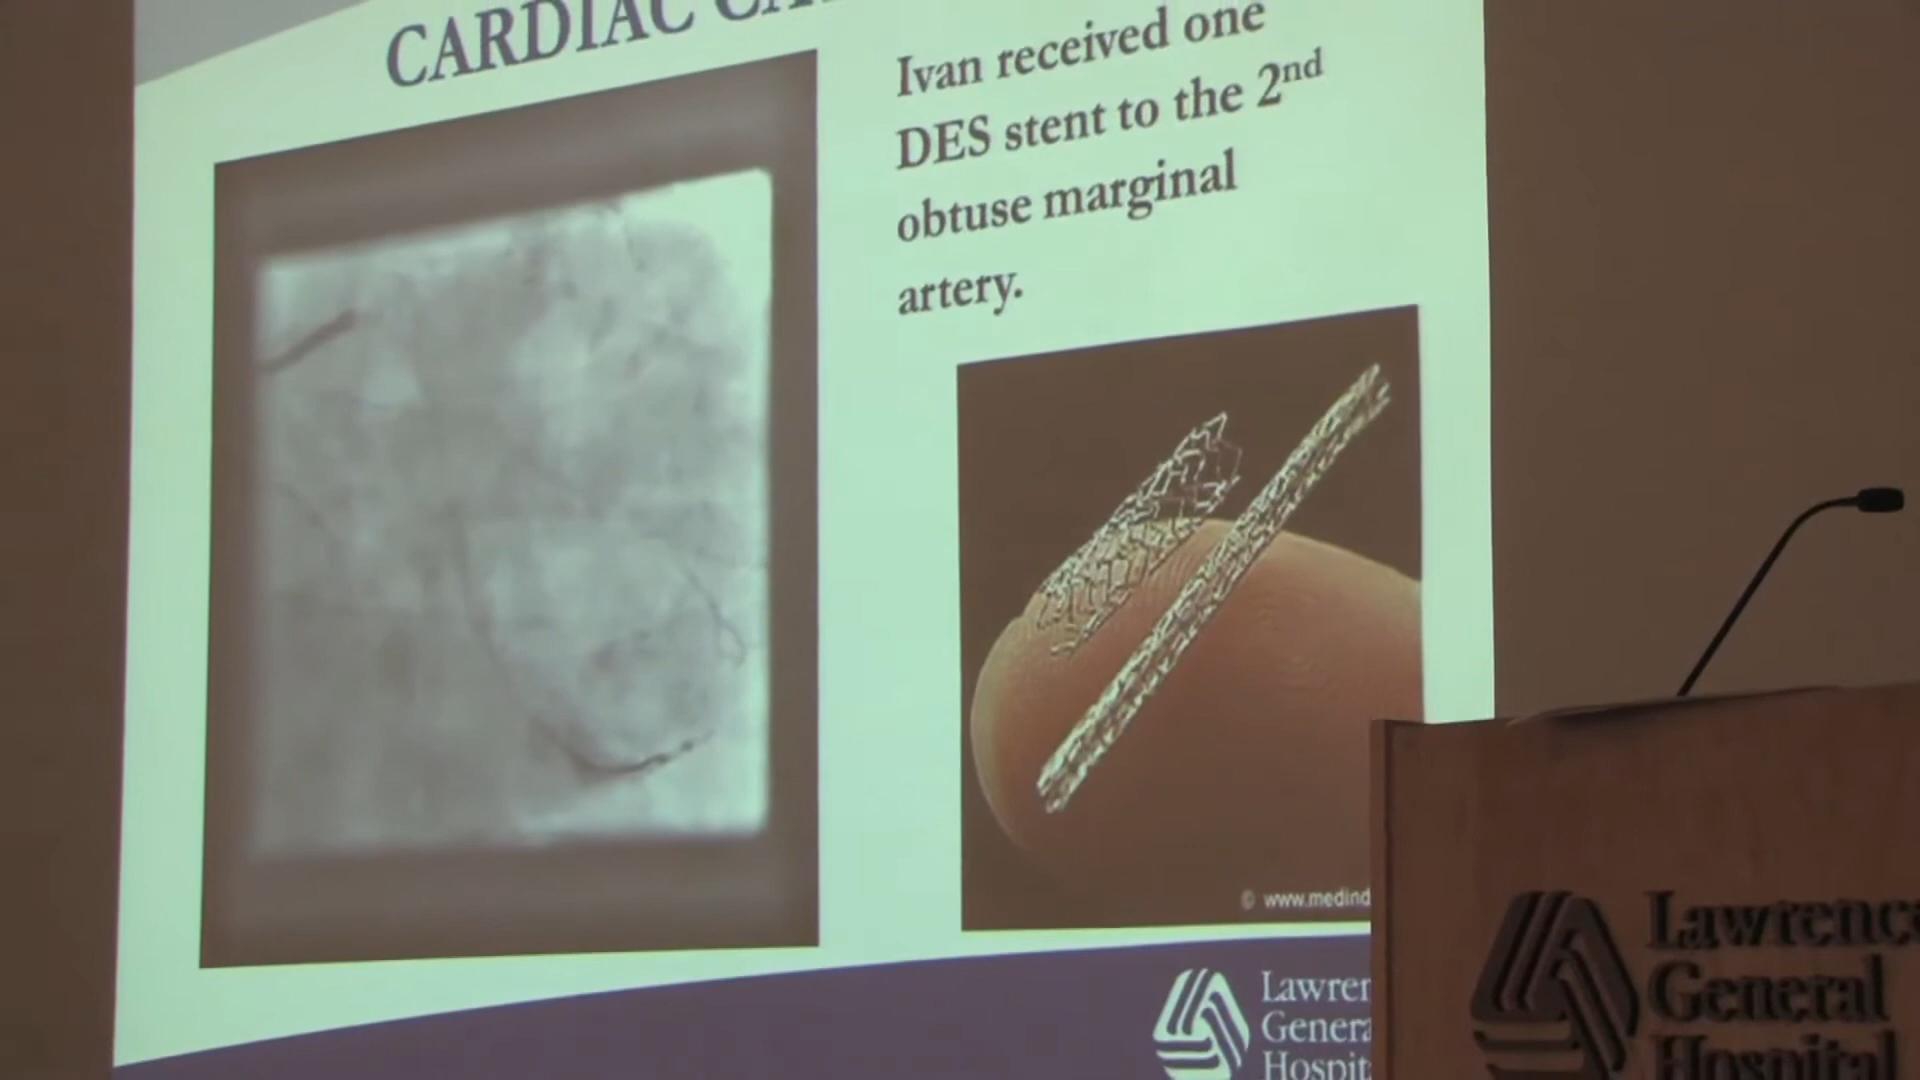 CARDIAC
Ivan received one
DES stent to the 2nd
obtuse marginal
artery.
© www.medind
Lawren
Genera
Hospit
Lawrence
General
Hospital